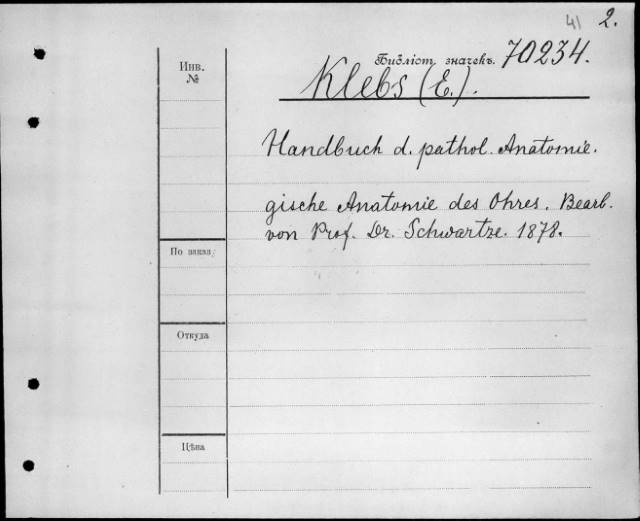 41 2.
Библіот. значекъ. 70234.
Инв.
№
Klebs (E.).
Handbuch d. pathol. Anatomie.
gische Anatomie des Ohres. Bearb.
von Prof. Dr. Schwartze. 1878.
По заказу
Откуда
Цѣна